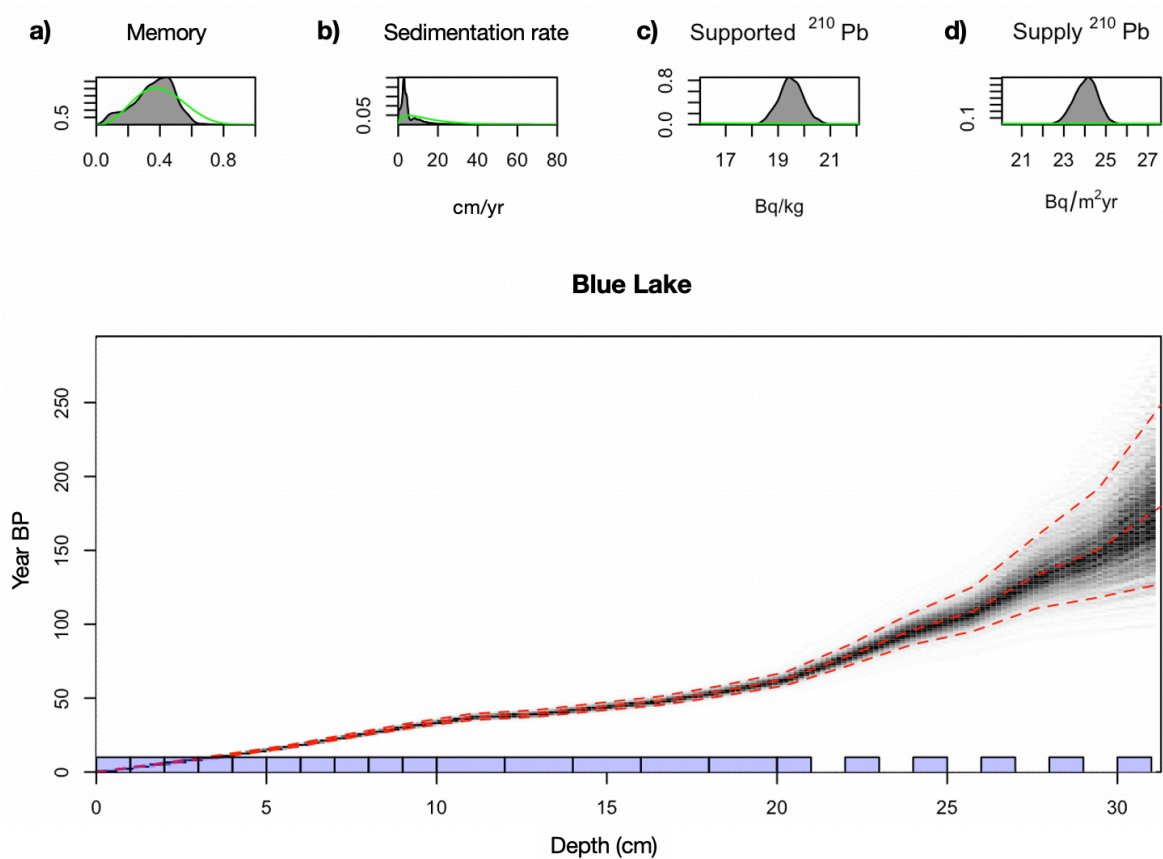 a) Memory
b) Sedimentation rate
c) Supported ²¹⁰ Pb
d) Supply ²¹⁰ Pb
0.5
0.0 0.4 0.8
0.05
0 20 40 60 80
cm/yr
0.0 0.8
17 19 21
Bq/kg
0.1
21 23 25 27
Bq/m²yr
Blue Lake
Year BP
250
200
150
100
50
0
0 5 10 15 20 25 30
Depth (cm)